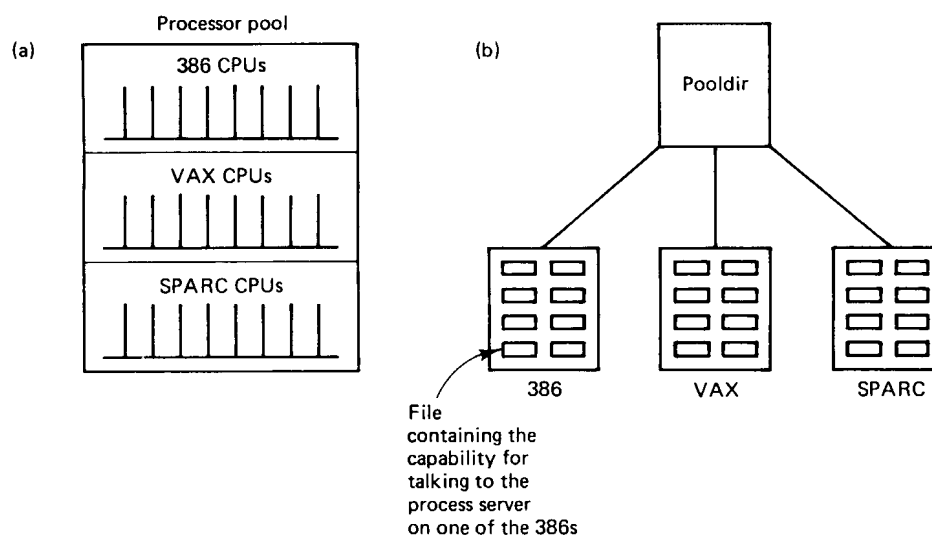 (a)
Processor pool
386 CPUs
VAX CPUs
SPARC CPUs
(b)
Pooldir
386
VAX
SPARC
File
containing the
capability for
talking to the
process server
on one of the 386s